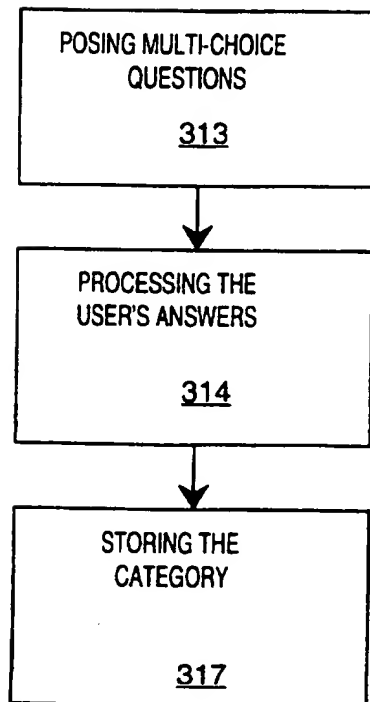 POSING MULTI-CHOICE
QUESTIONS
313
PROCESSING THE
USER'S ANSWERS
314
STORING THE
CATEGORY
317